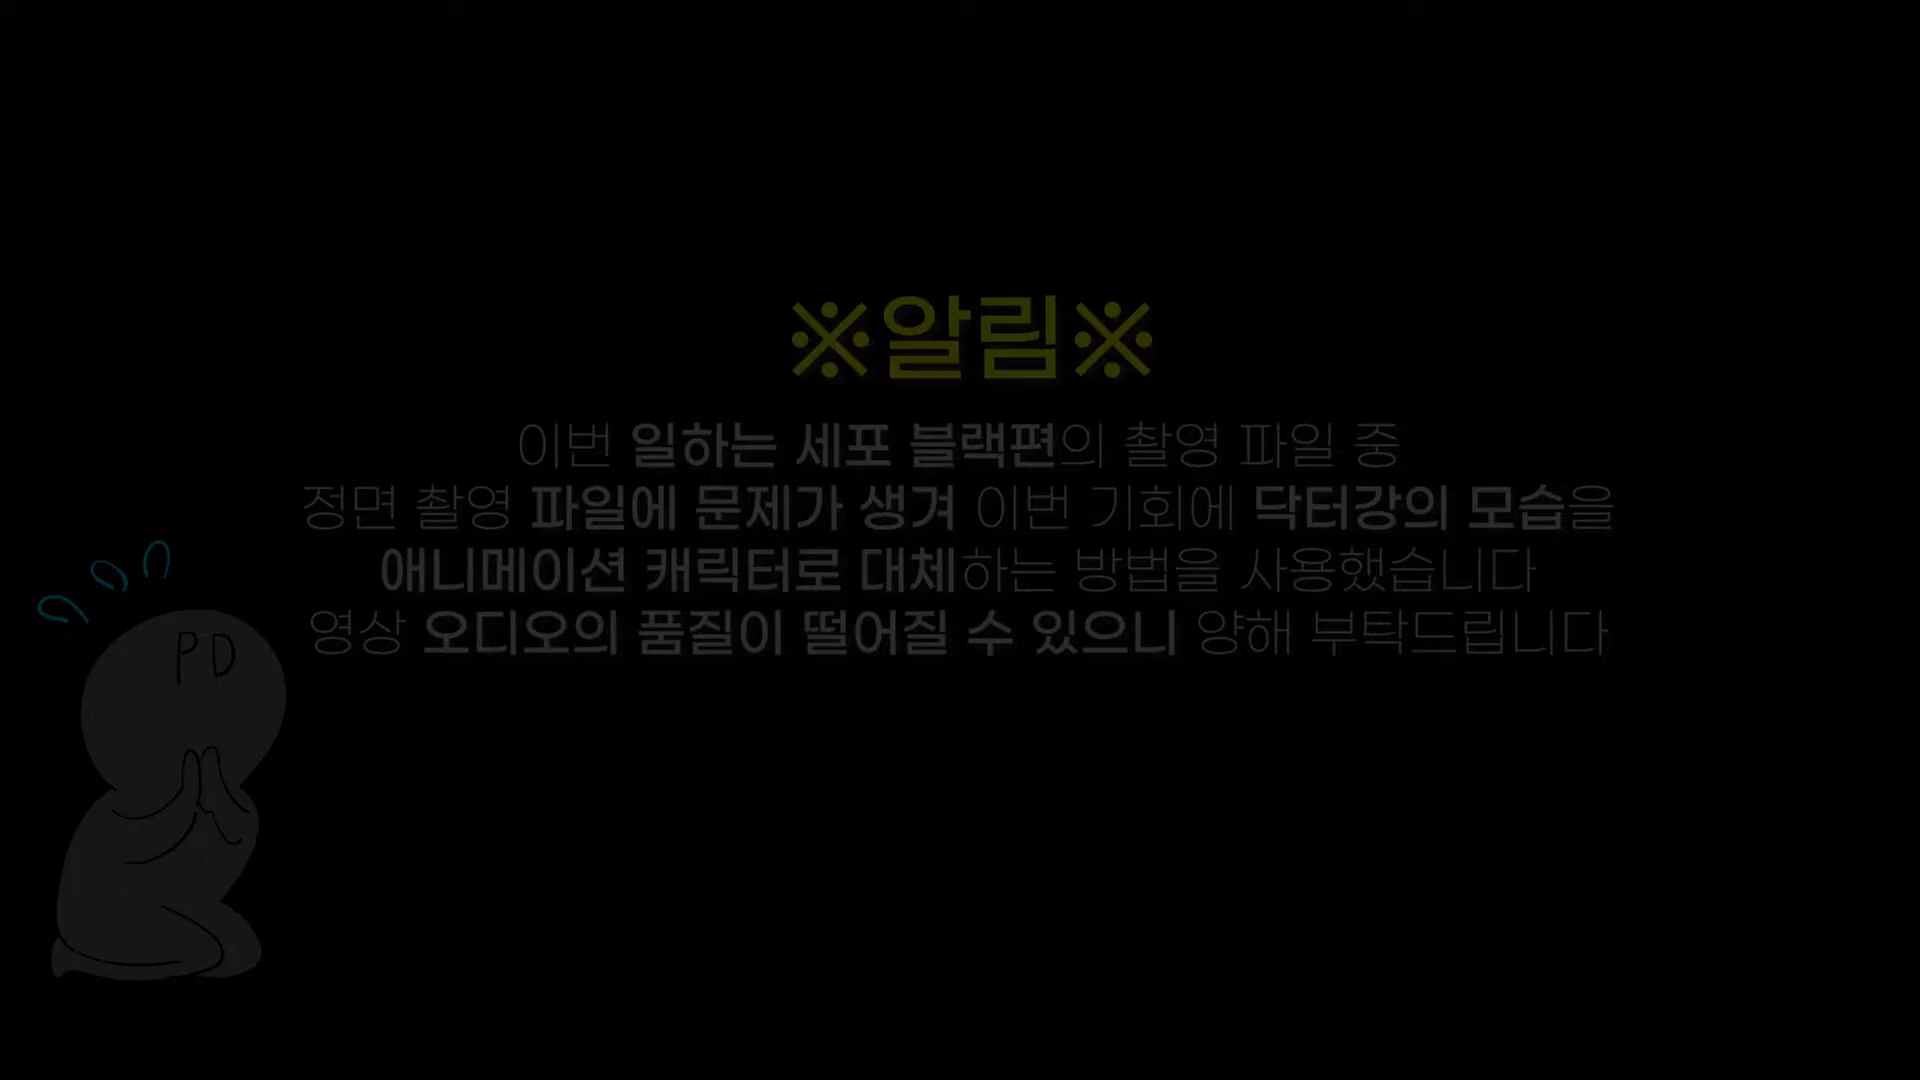 ※알림※
이번 일하는 세포 블랙편의 촬영 파일 중
정면 촬영 파일에 문제가 생겨 이번 기회에 닥터강의 모습을
애니메이션 캐릭터로 대체하는 방법을 사용했습니다
영상 오디오의 품질이 떨어질 수 있으니 양해 부탁드립니다
PD